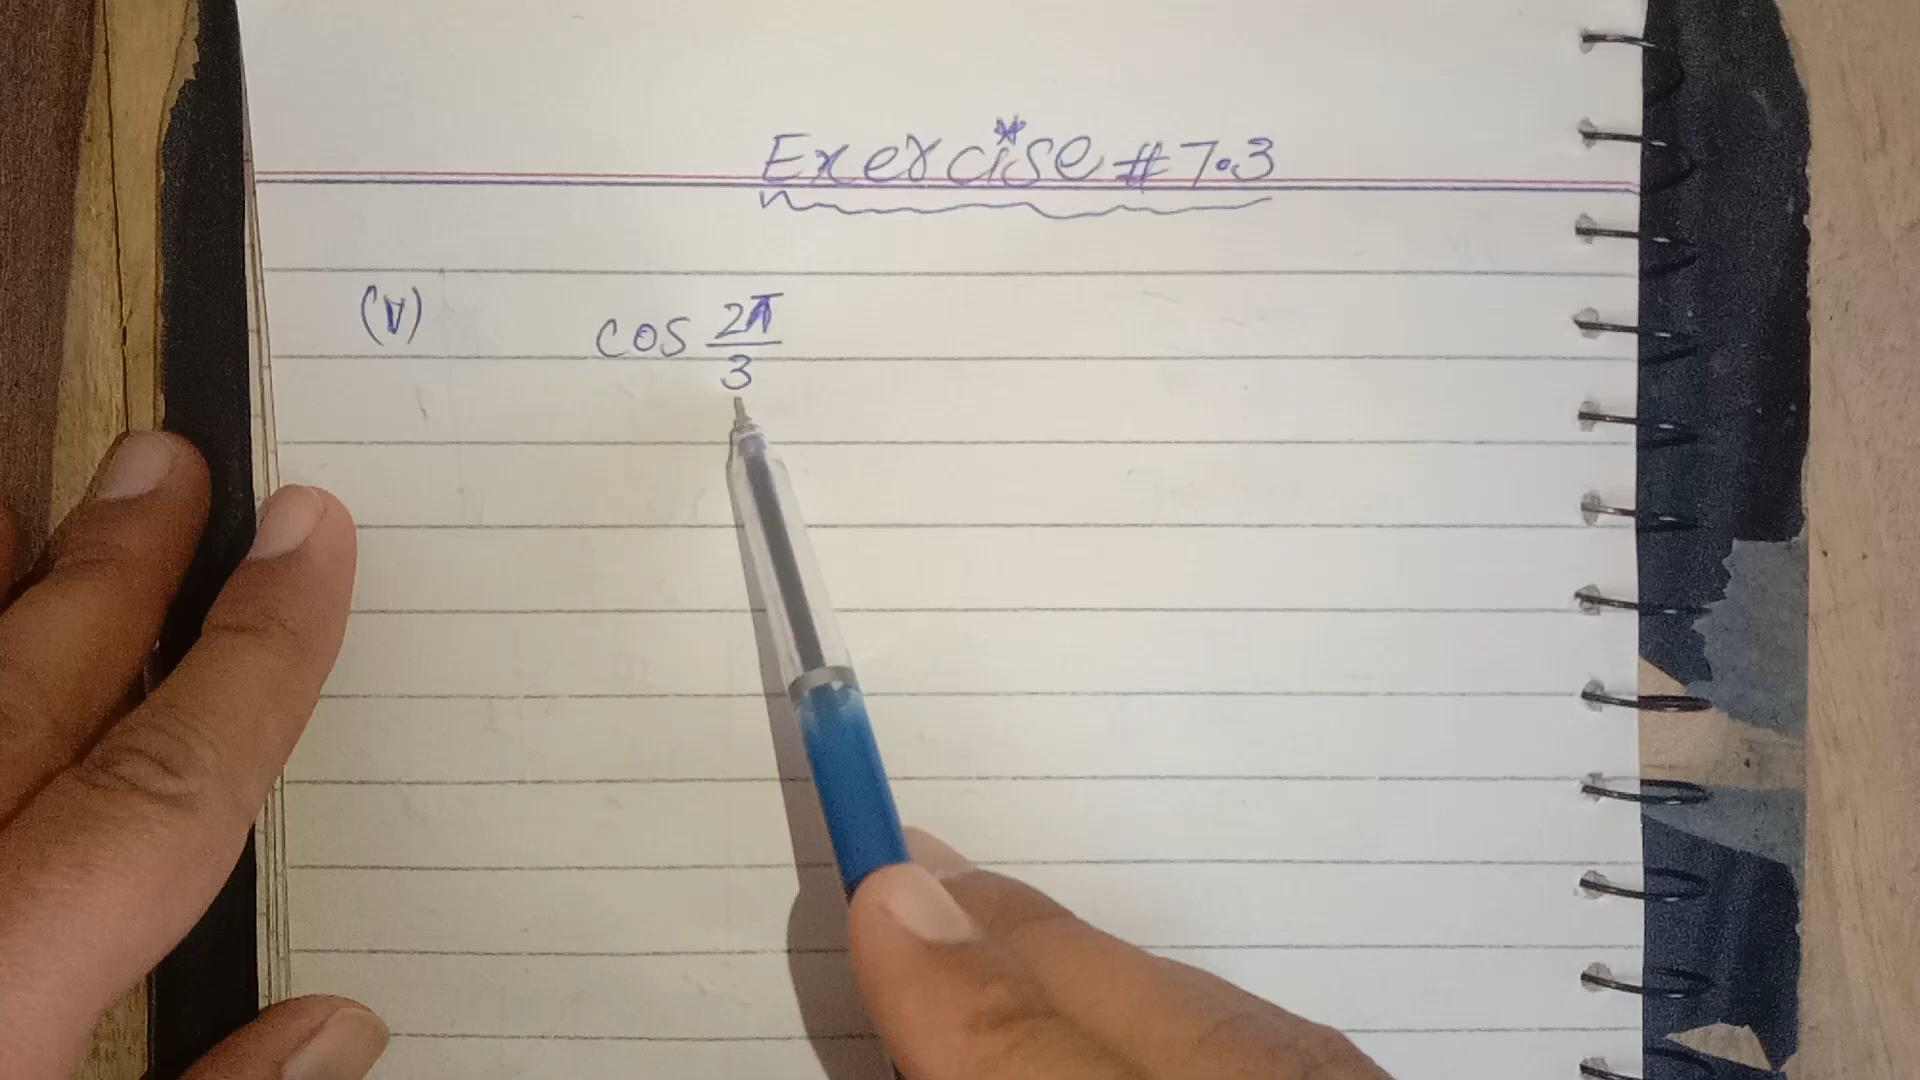 Exercise #7.3
(V) cos 2π/3